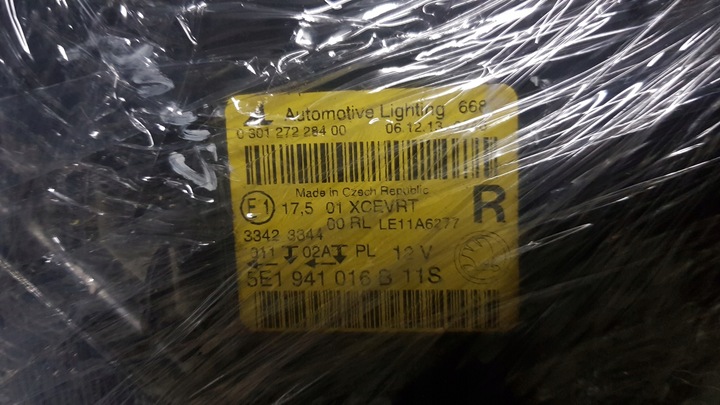 Automotive Lighting 668
0 301 272 284 00 06.12.13
Made in Czech Republic
E1 17,5 01 XCEVRT R
00 RL LE11A6277
3342 3344
02A PL 12 V
5E1 941 016 B 11S